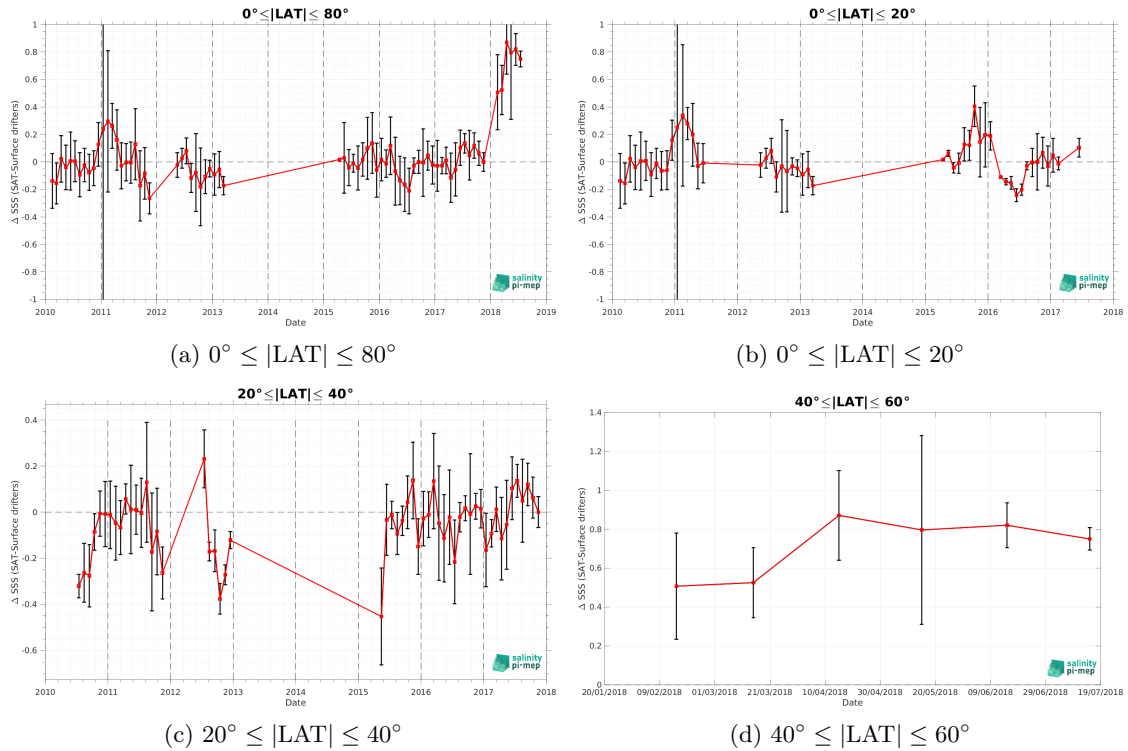 0°≤|LAT|≤ 80°
1
0.8
0.6
0.4
0.2
0
-0.2
-0.4
-0.6
-0.8
-1
Δ SSS (SAT-Surface drifters)
2010 2011 2012 2013 2014 2015 2016 2017 2018 2019
Date
salinity
pi-mep
(a) 0° ≤ |LAT| ≤ 80°
0°≤|LAT|≤ 20°
1
0.8
0.6
0.4
0.2
0
-0.2
-0.4
-0.6
-0.8
-1
Δ SSS (SAT-Surface drifters)
2010 2011 2012 2013 2014 2015 2016 2017 2018
Date
salinity
pi-mep
(b) 0° ≤ |LAT| ≤ 20°
20°≤|LAT|≤ 40°
0.4
0.2
0
-0.2
-0.4
-0.6
Δ SSS (SAT-Surface drifters)
2010 2011 2012 2013 2014 2015 2016 2017 2018
Date
salinity
pi-mep
(c) 20° ≤ |LAT| ≤ 40°
40°≤|LAT|≤ 60°
1.4
1.2
1
0.8
0.6
0.4
0.2
0
Δ SSS (SAT-Surface drifters)
20/01/2018 09/02/2018 01/03/2018 21/03/2018 10/04/2018 30/04/2018 20/05/2018 09/06/2018 29/06/2018 19/07/2018
Date
salinity
pi-mep
(d) 40° ≤ |LAT| ≤ 60°